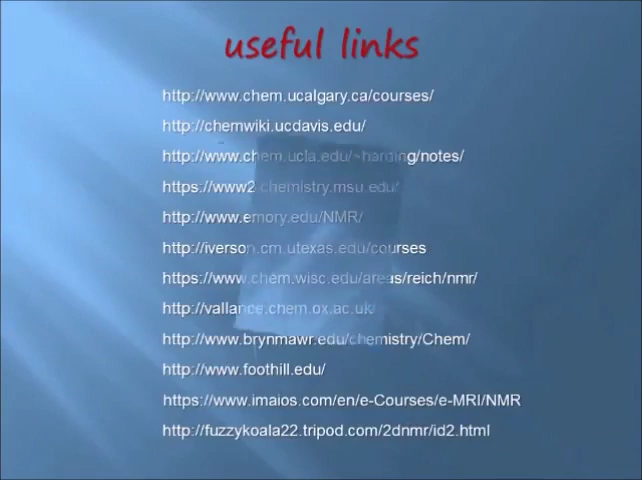 useful links
http://www.chem.ucalgary.ca/courses/
http://chemwiki.ucdavis.edu/
http://www.chem.ucla.edu/~harding/notes/
https://www2.chemistry.msu.edu/
http://www.emory.edu/NMR/
http://iverson.cm.utexas.edu/courses
https://www.chem.wisc.edu/areas/reich/nmr/
http://vallance.chem.ox.ac.uk/
http://www.brynmawr.edu/chemistry/Chem/
http://www.foothill.edu/
https://www.imaios.com/en/e-Courses/e-MRI/NMR
http://fuzzykoala22.tripod.com/2dnmr/id2.html